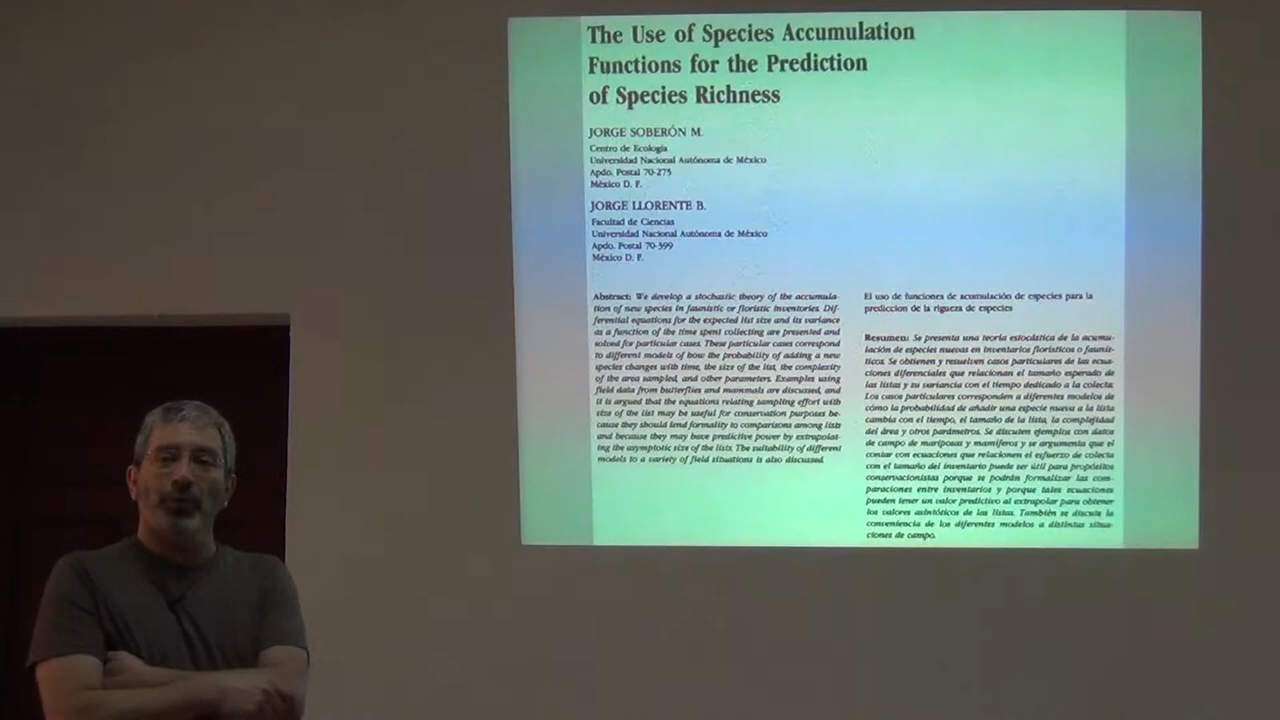 The Use of Species Accumulation
Functions for the Prediction
of Species Richness
JORGE SOBERÓN M.
Centro de Ecología
Universidad Nacional Autónoma de México
Apdo. Postal 70-275
México D. F.
JORGE LLORENTE B.
Facultad de Ciencias
Universidad Nacional Autónoma de México
Apdo. Postal 70-399
México D. F.
Abstract: We develop a stochastic theory of the accumula-
tion of new species in faunistic or floristic inventories. Dif-
ferential equations for the expected list size and its variance
as a function of the time spent collecting are presented and
solved for particular cases. These particular cases correspond
to different models of how the probability of adding a new
species changes with time, the size of the list, the complexity
of the area sampled, and other parameters. Examples using
field data from butterflies and mammals are discussed, and
it is argued that the equations relating sampling effort with
size of the list may be useful for conservation purposes be-
cause they should lend formality to comparisons among lists
and because they may have predictive power by extrapolat-
ing the asymptotic size of the lists. The suitability of different
models to a variety of field situations is also discussed.
El uso de funciones de acumulación de especies para la
prediccion de la riqueza de especies
Resumen: Se presenta una teoría estocástica de la acumu-
lación de especies nuevas en inventarios florísticos o faunís-
ticos. Se obtienen y resuelven casos particulares de las ecua-
ciones diferenciales que relacionan el tamaño esperado de
las listas y su varianza con el tiempo dedicado a la colecta.
Los casos particulares corresponden a diferentes modelos de
cómo la probabilidad de añadir una especie nueva a la lista
cambia con el tiempo, el tamaño de la lista, la complejidad
del área y otros parámetros. Se discuten ejemplos con datos
de campo de mariposas y mamíferos y se argumenta que el
contar con ecuaciones que relacionen el esfuerzo de colecta
con el tamaño del inventario puede ser útil para propósitos
conservacionistas porque se podrán formalizar las com-
paraciones entre inventarios y porque tales ecuaciones
pueden tener un valor predictivo al extrapolar para obtener
los valores asintóticos de las listas. También se discute la
conveniencia de los diferentes modelos a distintas situa-
ciones de campo.